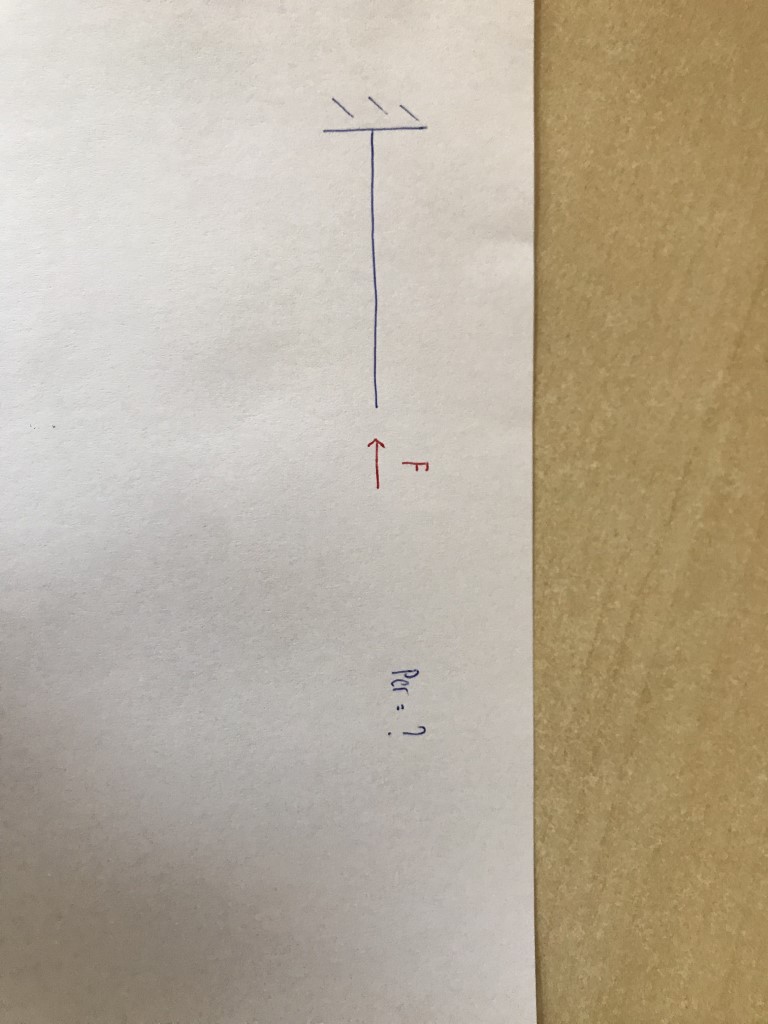 F
Pcr = ?